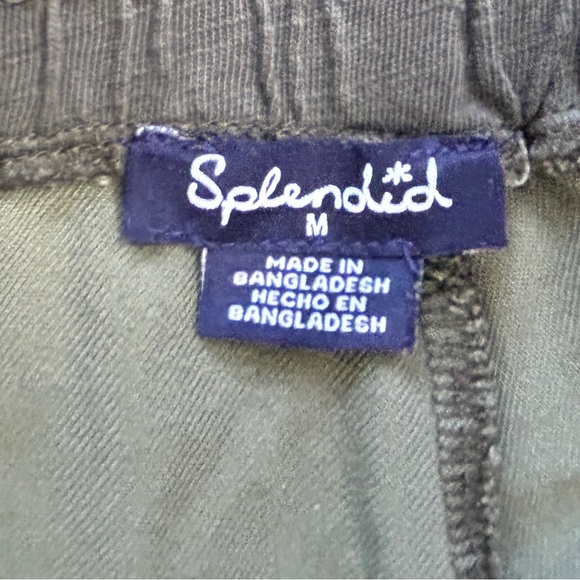 Splendid
M
MADE IN
BANGLADESH
HECHO EN
BANGLADESH